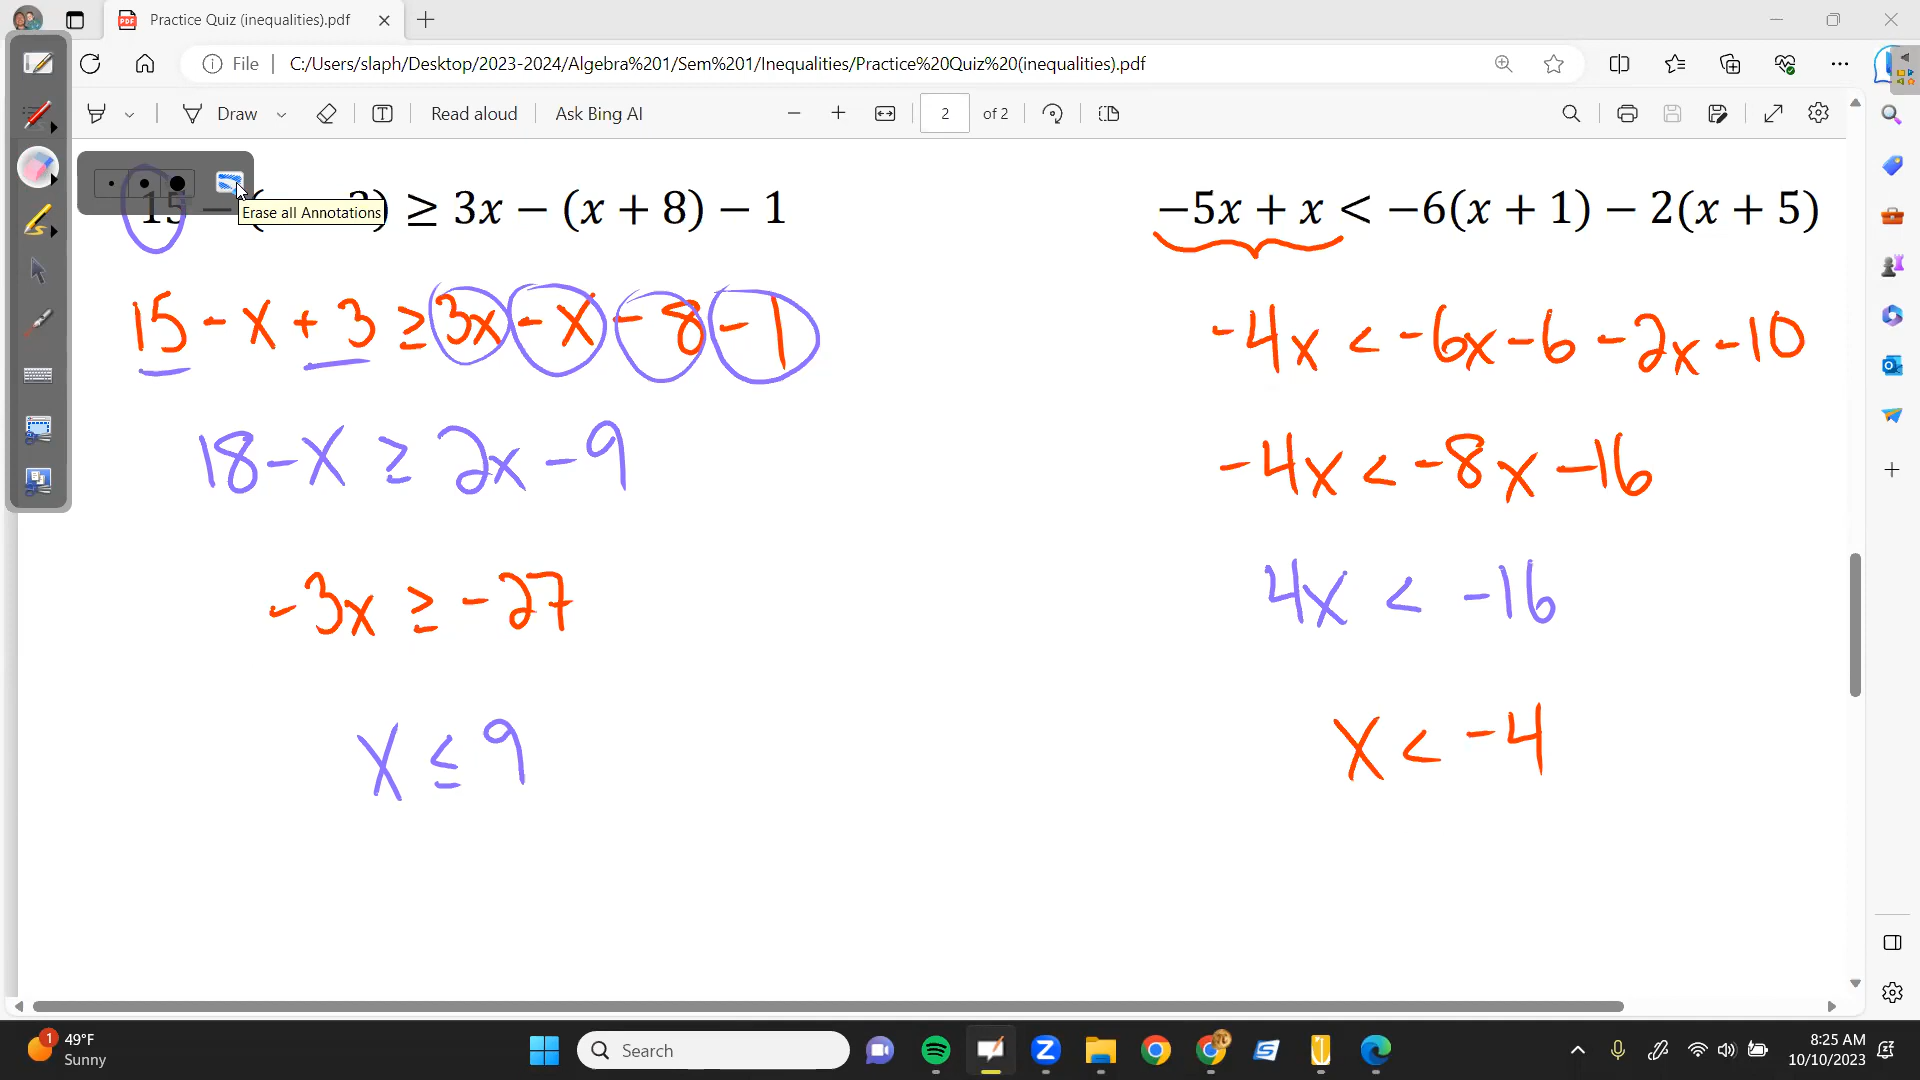 Practice Quiz (inequalities).pdf
File C:/Users/slaph/Desktop/2023-2024/Algebra%201/Sem%201/Inequalities/Practice%20Quiz%20(inequalities).pdf
Draw Read aloud Ask Bing AI 2 of 2
15 − ( 3) ≥ 3x − (x + 8) − 1
Erase all Annotations
15 - x + 3 ≥ 3x - x - 8 - 1
18 - x ≥ 2x - 9
-3x ≥ -27
x ≤ 9
−5x + x < −6(x + 1) − 2(x + 5)
-4x < -6x - 6 - 2x - 10
-4x < -8x - 16
4x < -16
x < -4
1 49°F
Sunny
Search
8:25 AM
10/10/2023